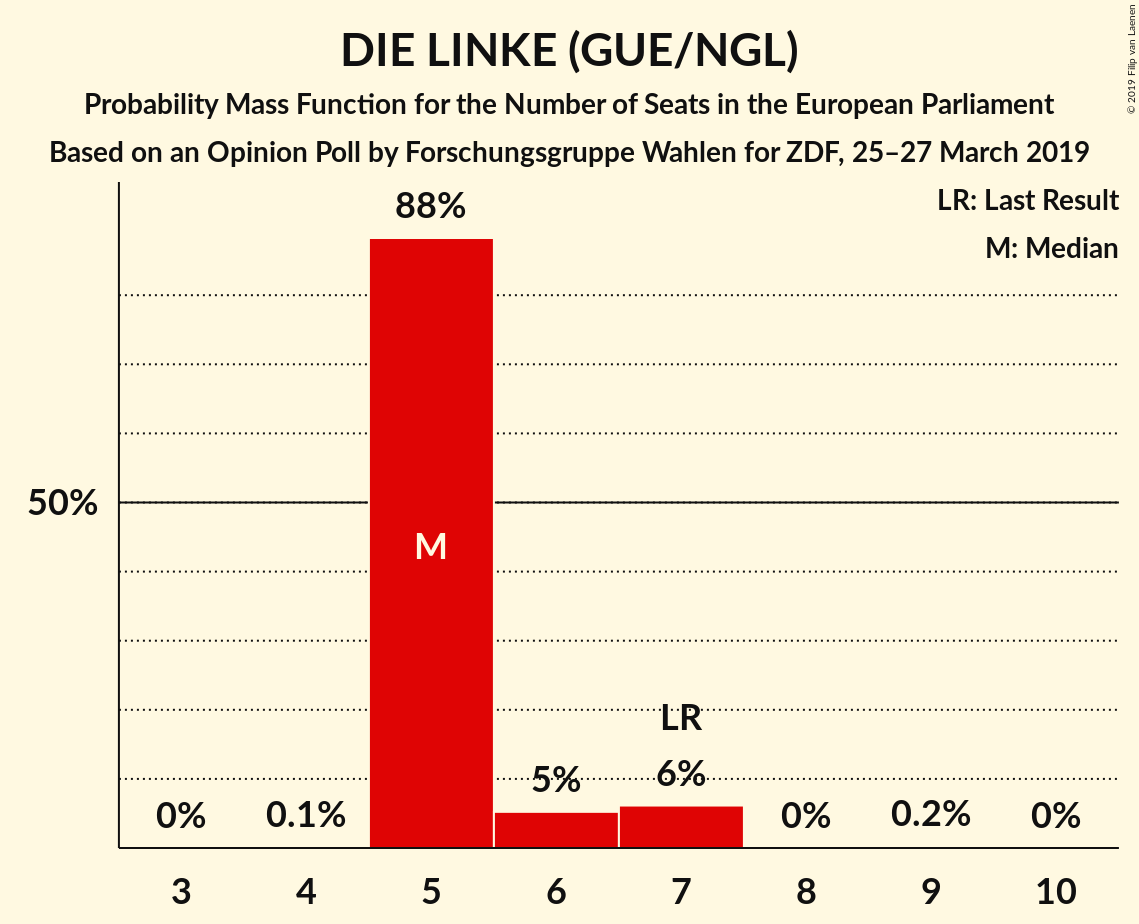 DIE LINKE (GUE/NGL)
Probability Mass Function for the Number of Seats in the European Parliament
Based on an Opinion Poll by Forschungsgruppe Wahlen for ZDF, 25–27 March 2019
© 2019 Filip van Laenen
LR: Last Result
M: Median
88%
50%
M
LR
0% 0.1% 5% 6% 0% 0.2% 0%
3 4 5 6 7 8 9 10